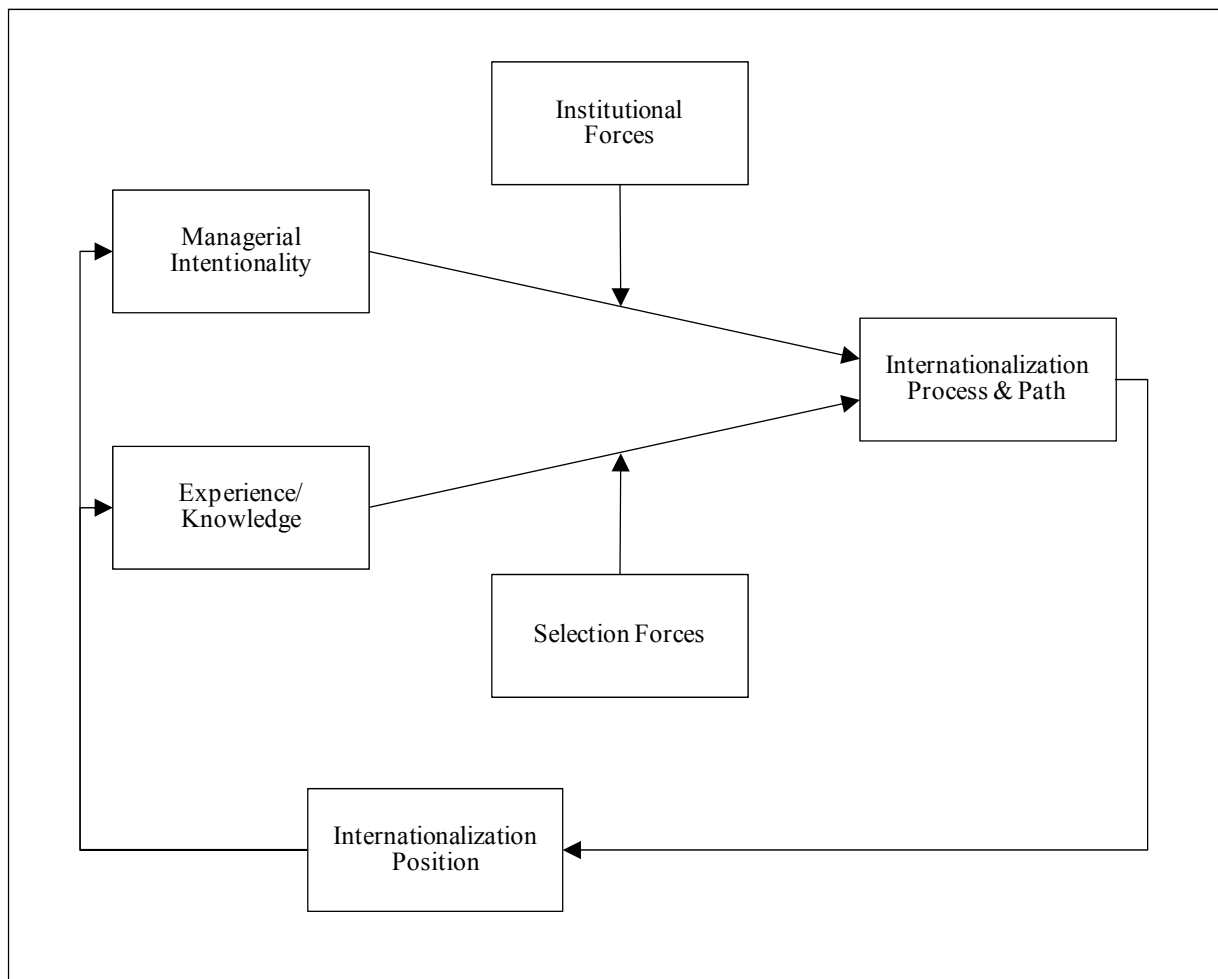 Institutional
Forces
Managerial
Intentionality
Internationalization
Process & Path
Experience/
Knowledge
Selection Forces
Internationalization
Position